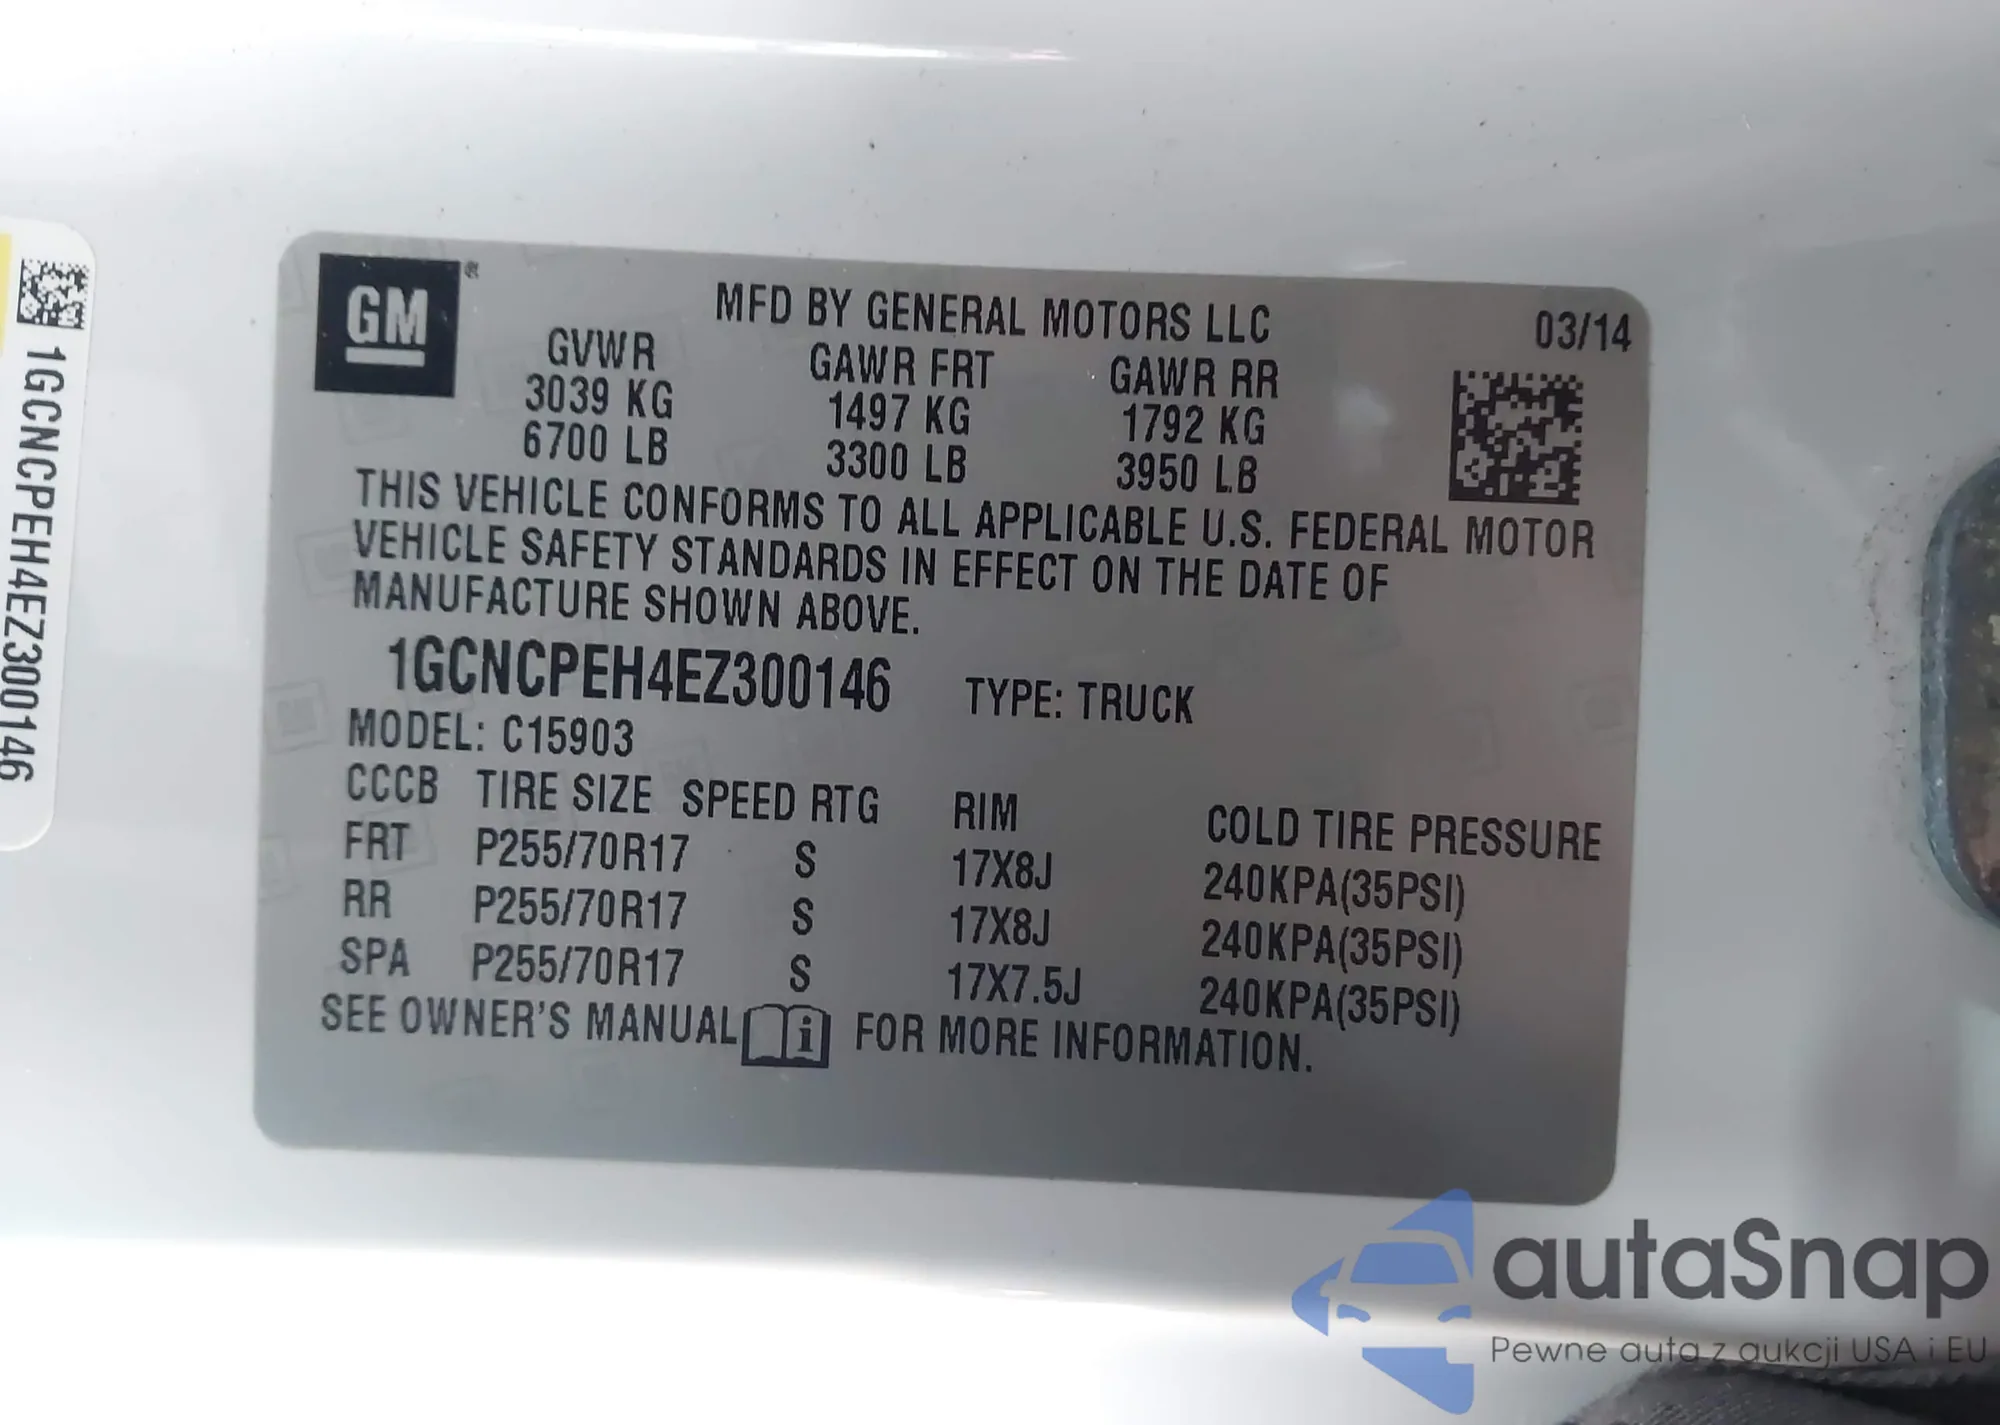 1GCNCPEH4EZ300146
GM ®
MFD BY GENERAL MOTORS LLC 03/14
GVWR GAWR FRT GAWR RR
3039 KG 1497 KG 1792 KG
6700 LB 3300 LB 3950 LB
THIS VEHICLE CONFORMS TO ALL APPLICABLE U.S. FEDERAL MOTOR
VEHICLE SAFETY STANDARDS IN EFFECT ON THE DATE OF
MANUFACTURE SHOWN ABOVE.
1GCNCPEH4EZ300146 TYPE: TRUCK
MODEL: C15903
CCCB TIRE SIZE SPEED RTG RIM COLD TIRE PRESSURE
FRT P255/70R17 S 17X8J 240KPA(35PSI)
RR P255/70R17 S 17X8J 240KPA(35PSI)
SPA P255/70R17 S 17X7.5J 240KPA(35PSI)
SEE OWNER'S MANUAL FOR MORE INFORMATION.
autaSnap
Pewne auta z aukcji USA i EU